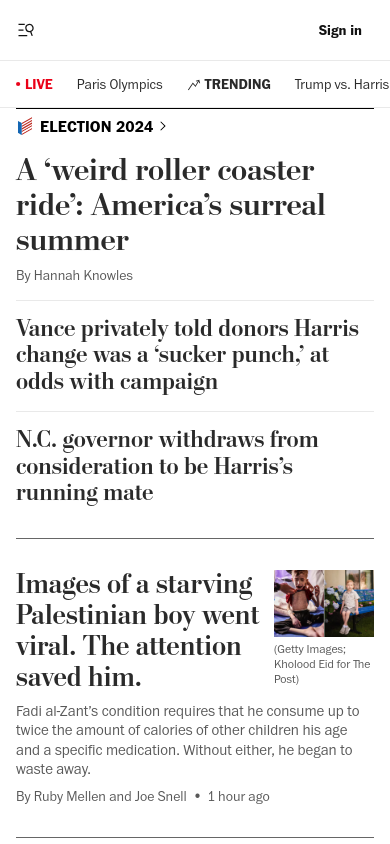 Sign in
LIVE Paris Olympics TRENDING Trump vs. Harris
ELECTION 2024
A ‘weird roller coaster
ride’: America’s surreal
summer
By Hannah Knowles
Vance privately told donors Harris
change was a ‘sucker punch,’ at
odds with campaign
N.C. governor withdraws from
consideration to be Harris’s
running mate
Images of a starving
Palestinian boy went
viral. The attention
saved him.
(Getty Images;
Kholood Eid for The
Post)
Fadi al-Zant’s condition requires that he consume up to
twice the amount of calories of other children his age
and a specific medication. Without either, he began to
waste away.
By Ruby Mellen and Joe Snell • 1 hour ago